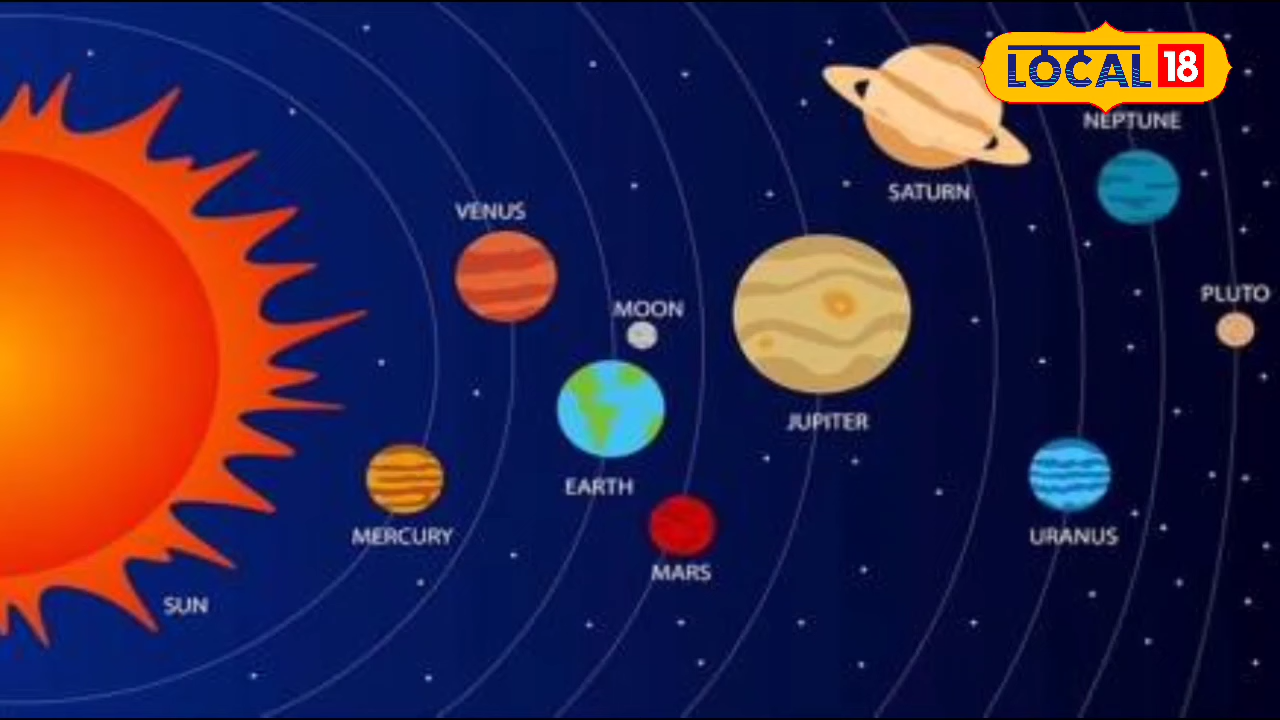 LOCAL 18
NEPTUNE
SATURN
VENUS
PLUTO
MOON
JUPITER
EARTH
MERCURY
URANUS
MARS
SUN